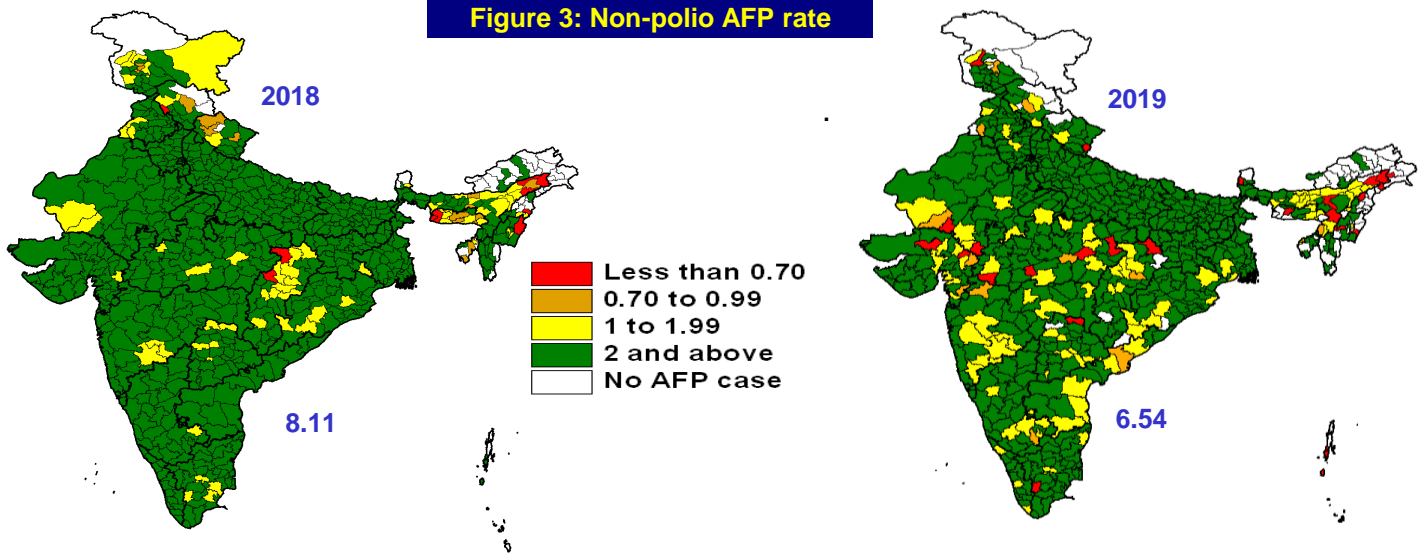 Figure 3: Non-polio AFP rate
2018
2019
Less than 0.70
0.70 to 0.99
1 to 1.99
2 and above
No AFP case
8.11
6.54